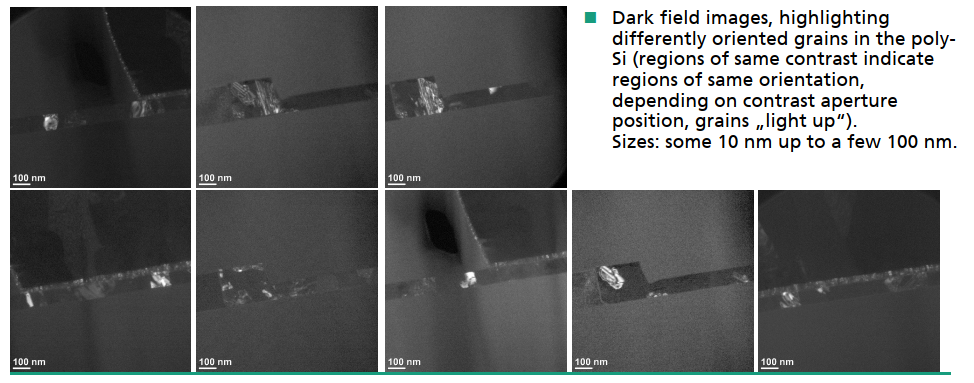 Dark field images, highlighting
differently oriented grains in the poly-
Si (regions of same contrast indicate
regions of same orientation,
depending on contrast aperture
position, grains „light up“).
Sizes: some 10 nm up to a few 100 nm.
100 nm
100 nm
100 nm
100 nm
100 nm
100 nm
100 nm
100 nm